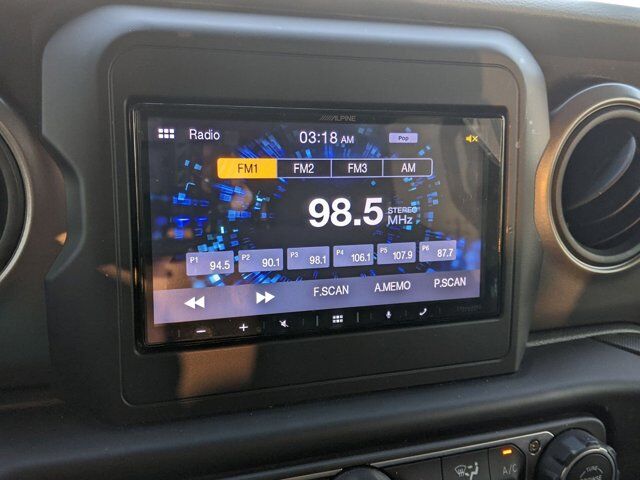 ALPINE
Radio 03:18 AM Pop
FM1 FM2 FM3 AM
98.5 STEREO MHz
P1 94.5 P2 90.1 P3 98.1 P4 106.1 P5 107.9 P6 87.7
F.SCAN A.MEMO P.SCAN
A/C
TUNE